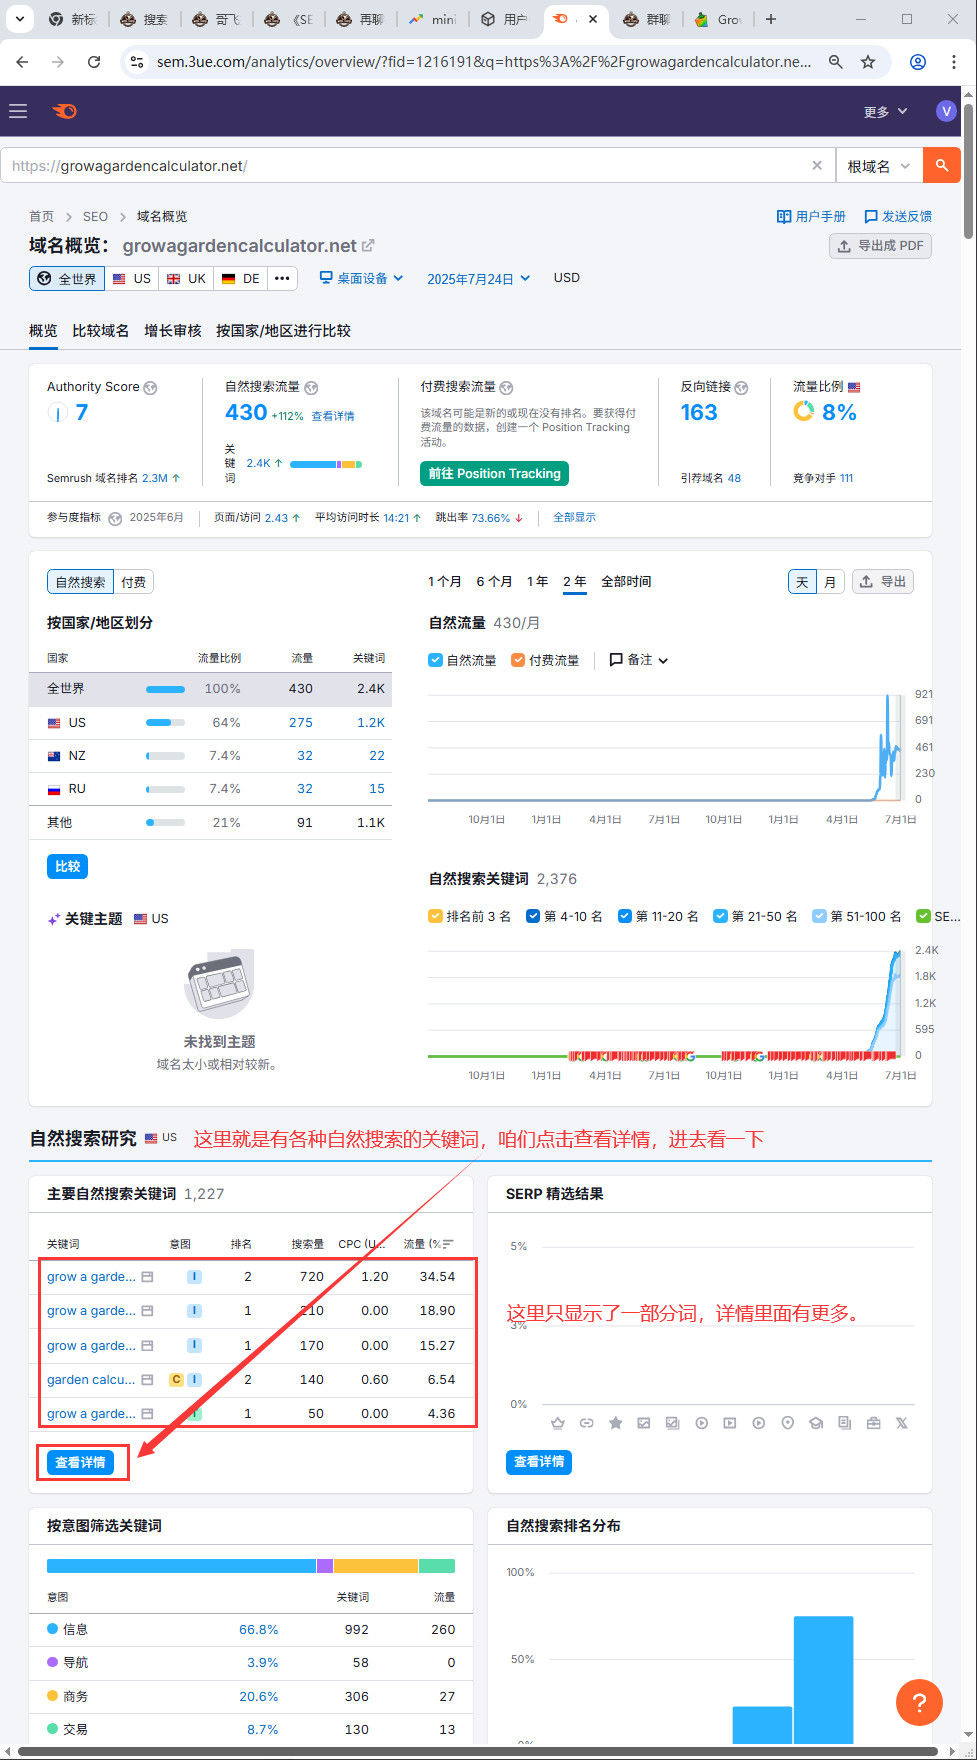 新标
搜索
哥飞
《SE
再聊
mini
用户
群聊
Grov
sem.3ue.com/analytics/overview/?fid=1216191&q=https%3A%2F%2Fgrowagardencalculator.ne...
更多
V
https://growagardencalculator.net/
根域名
首页 > SEO > 域名概览
用户手册
发送反馈
域名概览： growagardencalculator.net
导出成 PDF
全世界
US
UK
DE
•••
桌面设备
2025年7月24日
USD
概览
比较域名
增长审核
按国家/地区进行比较
Authority Score
7
Semrush 域名排名 2.3M ↑
自然搜索流量
430 +112% 查看详情
关键词 2.4K ↑
付费搜索流量
该域名可能是新的或现在没有排名。要获得付
费流量的数据，创建一个 Position Tracking
活动。
前往 Position Tracking
反向链接
163
引荐域名 48
流量比例
8%
竞争对手 111
参与度指标 2025年6月
页面/访问 2.43 ↑
平均访问时长 14:21 ↑
跳出率 73.66% ↓
全部显示
自然搜索
付费
1 个月
6 个月
1 年
2 年
全部时间
天
月
导出
按国家/地区划分
国家 流量比例 流量 关键词
全世界 100% 430 2.4K
US 64% 275 1.2K
NZ 7.4% 32 22
RU 7.4% 32 15
其他 21% 91 1.1K
比较
关键主题 US
未找到主题
域名太小或相对较新。
自然流量 430/月
自然流量
付费流量
备注
921
691
461
230
0
10月1日 1月1日 4月1日 7月1日 10月1日 1月1日 4月1日 7月1日
自然搜索关键词 2,376
排名前 3 名
第 4-10 名
第 11-20 名
第 21-50 名
第 51-100 名
SE...
2.4K
1.8K
1.2K
595
0
10月1日 1月1日 4月1日 7月1日 10月1日 1月1日 4月1日 7月1日
自然搜索研究 US
这里就是有各种自然搜索的关键词，咱们点击查看详情，进去看一下
主要自然搜索关键词 1,227
关键词 意图 排名 搜索量 CPC (U... 流量 (%
grow a garde... I 2 720 1.20 34.54
grow a garde... I 1 210 0.00 18.90
grow a garde... I 1 170 0.00 15.27
garden calcu... C I 2 140 0.60 6.54
grow a garde... 1 50 0.00 4.36
查看详情
SERP 精选结果
5%
这里只显示了一部分词，详情里面有更多。
3%
0%
查看详情
按意图筛选关键词
意图 关键词 流量
信息 66.8% 992 260
导航 3.9% 58 0
商务 20.6% 306 27
交易 8.7% 130 13
自然搜索排名分布
100%
50%
0%
?